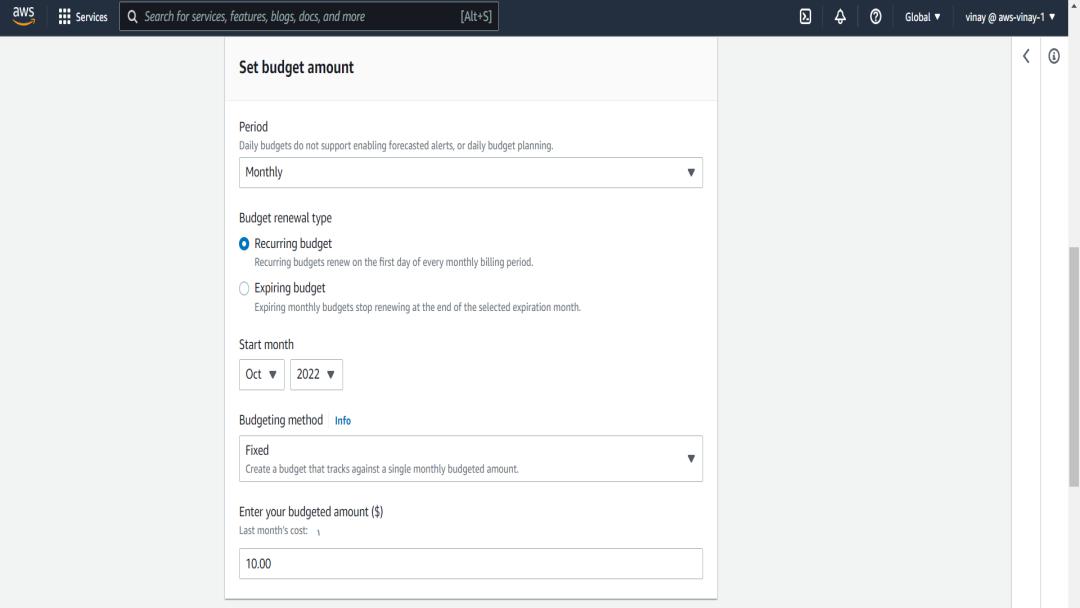 aws
Services
Search for services, features, blogs, docs, and more
[Alt+S]
Global ▼
vinay @ aws-vinay-1 ▼
Set budget amount
Period
Daily budgets do not support enabling forecasted alerts, or daily budget planning.
Monthly
Budget renewal type
Recurring budget
Recurring budgets renew on the first day of every monthly billing period.
Expiring budget
Expiring monthly budgets stop renewing at the end of the selected expiration month.
Start month
Oct
2022
Budgeting method
Info
Fixed
Create a budget that tracks against a single monthly budgeted amount.
Enter your budgeted amount ($)
Last month's cost:
10.00